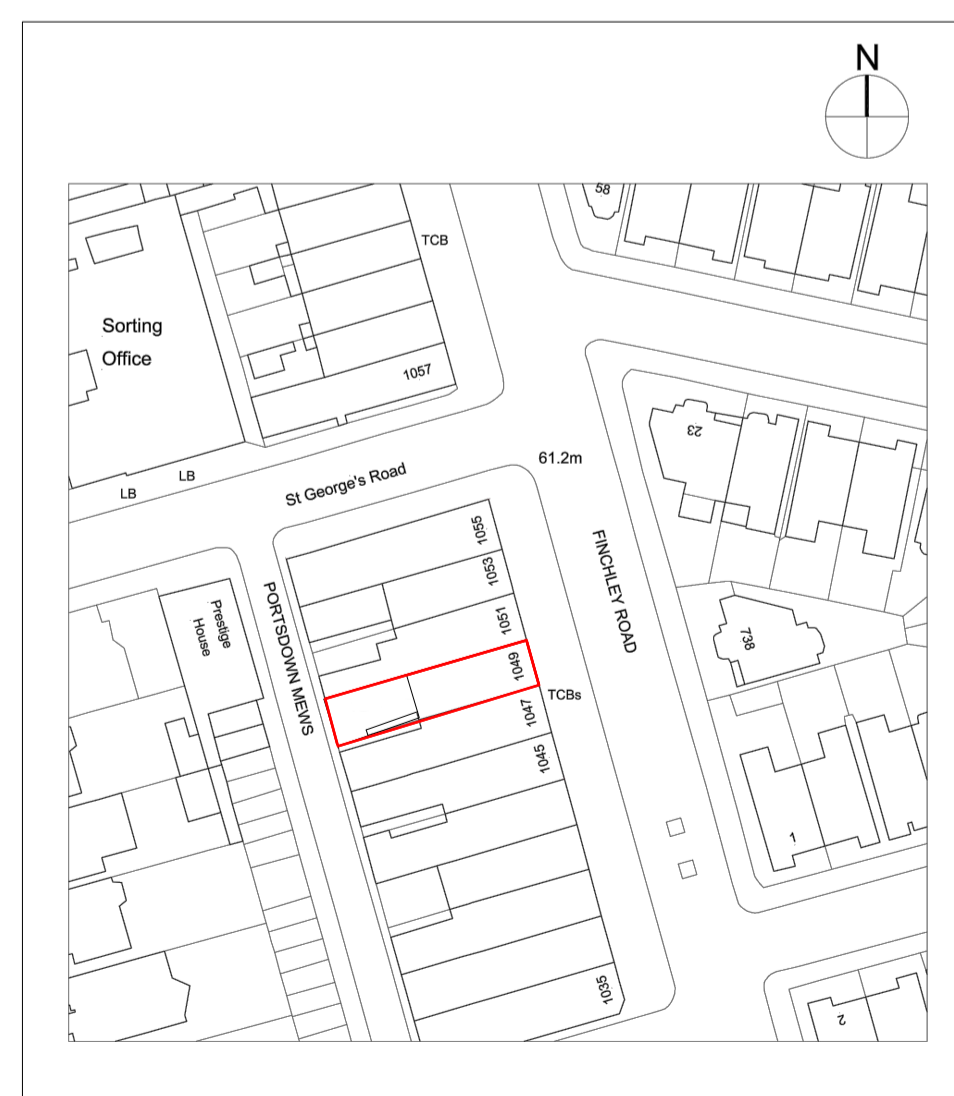 N
58
TCB
Sorting
Office
1057
23
61.2m
LB
LB
St George's Road
1055
FINCHLEY ROAD
1053
PORTSDOWN MEWS
Prestige
House
1051
738
1049
TCBs
1047
1045
1
1035
2